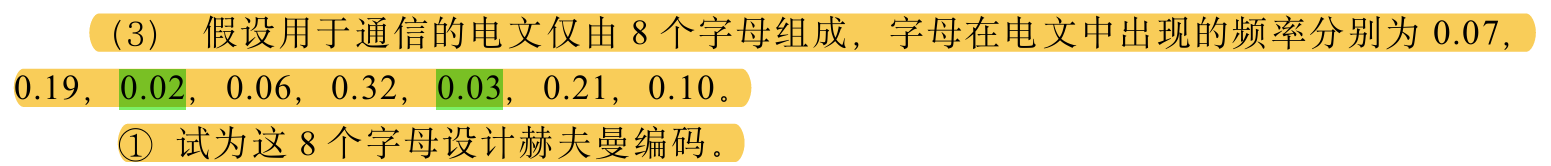 (3) 假设用于通信的电文仅由 8 个字母组成，字母在电文中出现的频率分别为 0.07，
0.19，0.02，0.06，0.32，0.03，0.21，0.10。
① 试为这 8 个字母设计赫夫曼编码。